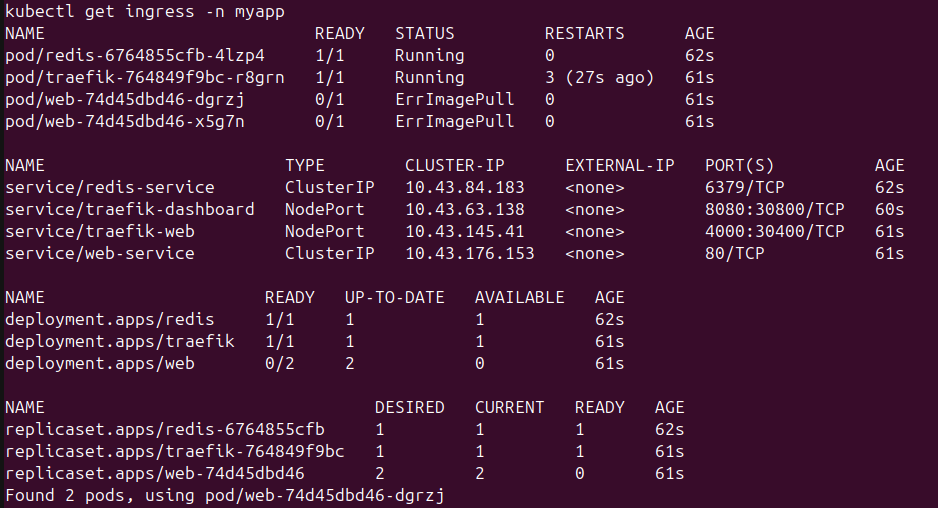 kubectl get ingress -n myapp
NAME READY STATUS RESTARTS AGE
pod/redis-6764855cfb-4lzp4 1/1 Running 0 62s
pod/traefik-764849f9bc-r8grn 1/1 Running 3 (27s ago) 61s
pod/web-74d45dbd46-dgrzj 0/1 ErrImagePull 0 61s
pod/web-74d45dbd46-x5g7n 0/1 ErrImagePull 0 61s
NAME TYPE CLUSTER-IP EXTERNAL-IP PORT(S) AGE
service/redis-service ClusterIP 10.43.84.183 <none> 6379/TCP 62s
service/traefik-dashboard NodePort 10.43.63.138 <none> 8080:30800/TCP 60s
service/traefik-web NodePort 10.43.145.41 <none> 4000:30400/TCP 61s
service/web-service ClusterIP 10.43.176.153 <none> 80/TCP 61s
NAME READY UP-TO-DATE AVAILABLE AGE
deployment.apps/redis 1/1 1 1 62s
deployment.apps/traefik 1/1 1 1 61s
deployment.apps/web 0/2 2 0 61s
NAME DESIRED CURRENT READY AGE
replicaset.apps/redis-6764855cfb 1 1 1 62s
replicaset.apps/traefik-764849f9bc 1 1 1 61s
replicaset.apps/web-74d45dbd46 2 2 0 61s
Found 2 pods, using pod/web-74d45dbd46-dgrzj